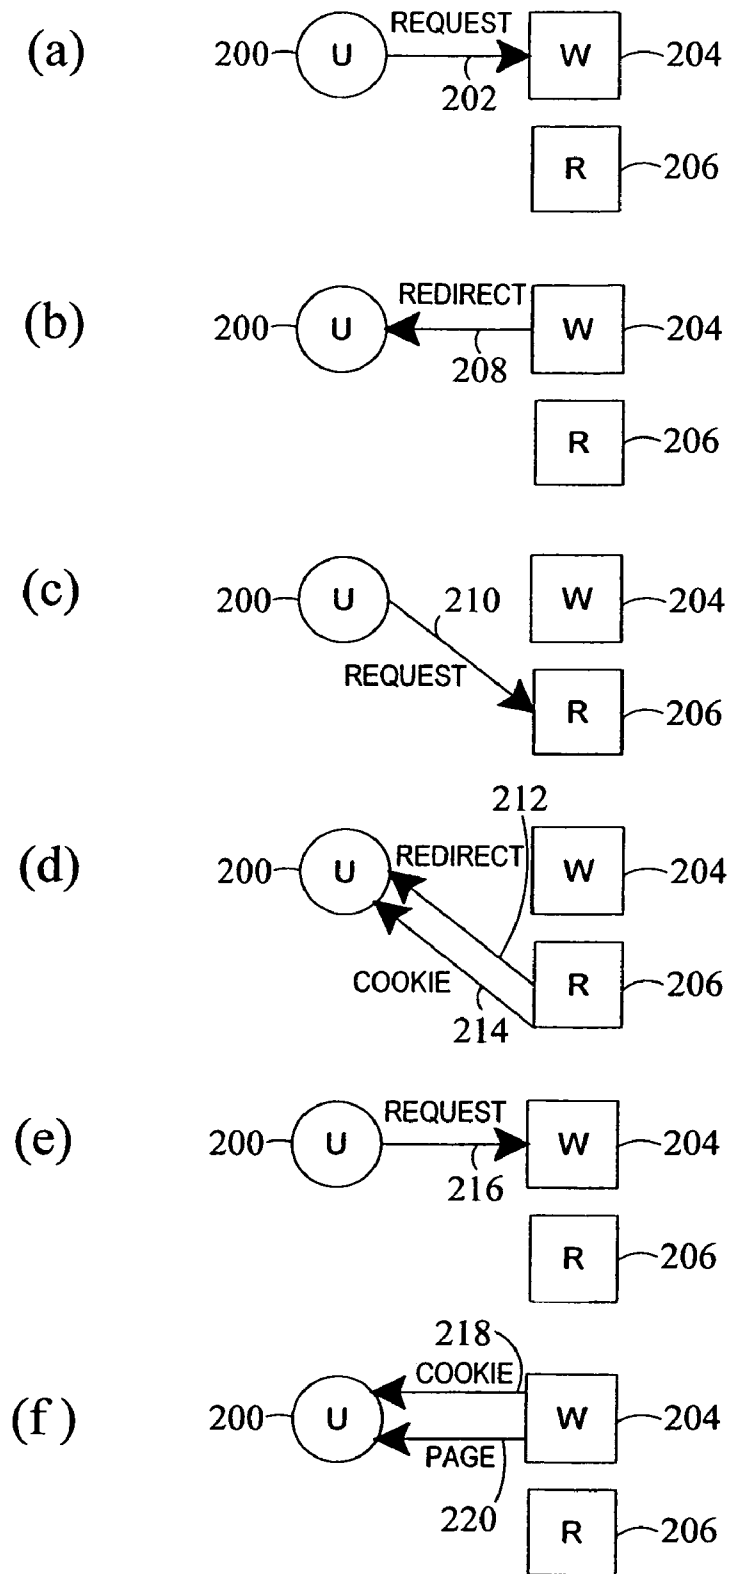 (a)
REQUEST
200 U W 204
202
R 206
(b)
REDIRECT
200 U W 204
208
R 206
(c)
200 U 210 W 204
REQUEST
R 206
212
(d)
REDIRECT
200 U W 204
COOKIE
214
R 206
(e)
REQUEST
200 U W 204
216
R 206
218
COOKIE
(f)
200 U W 204
PAGE
220
R 206